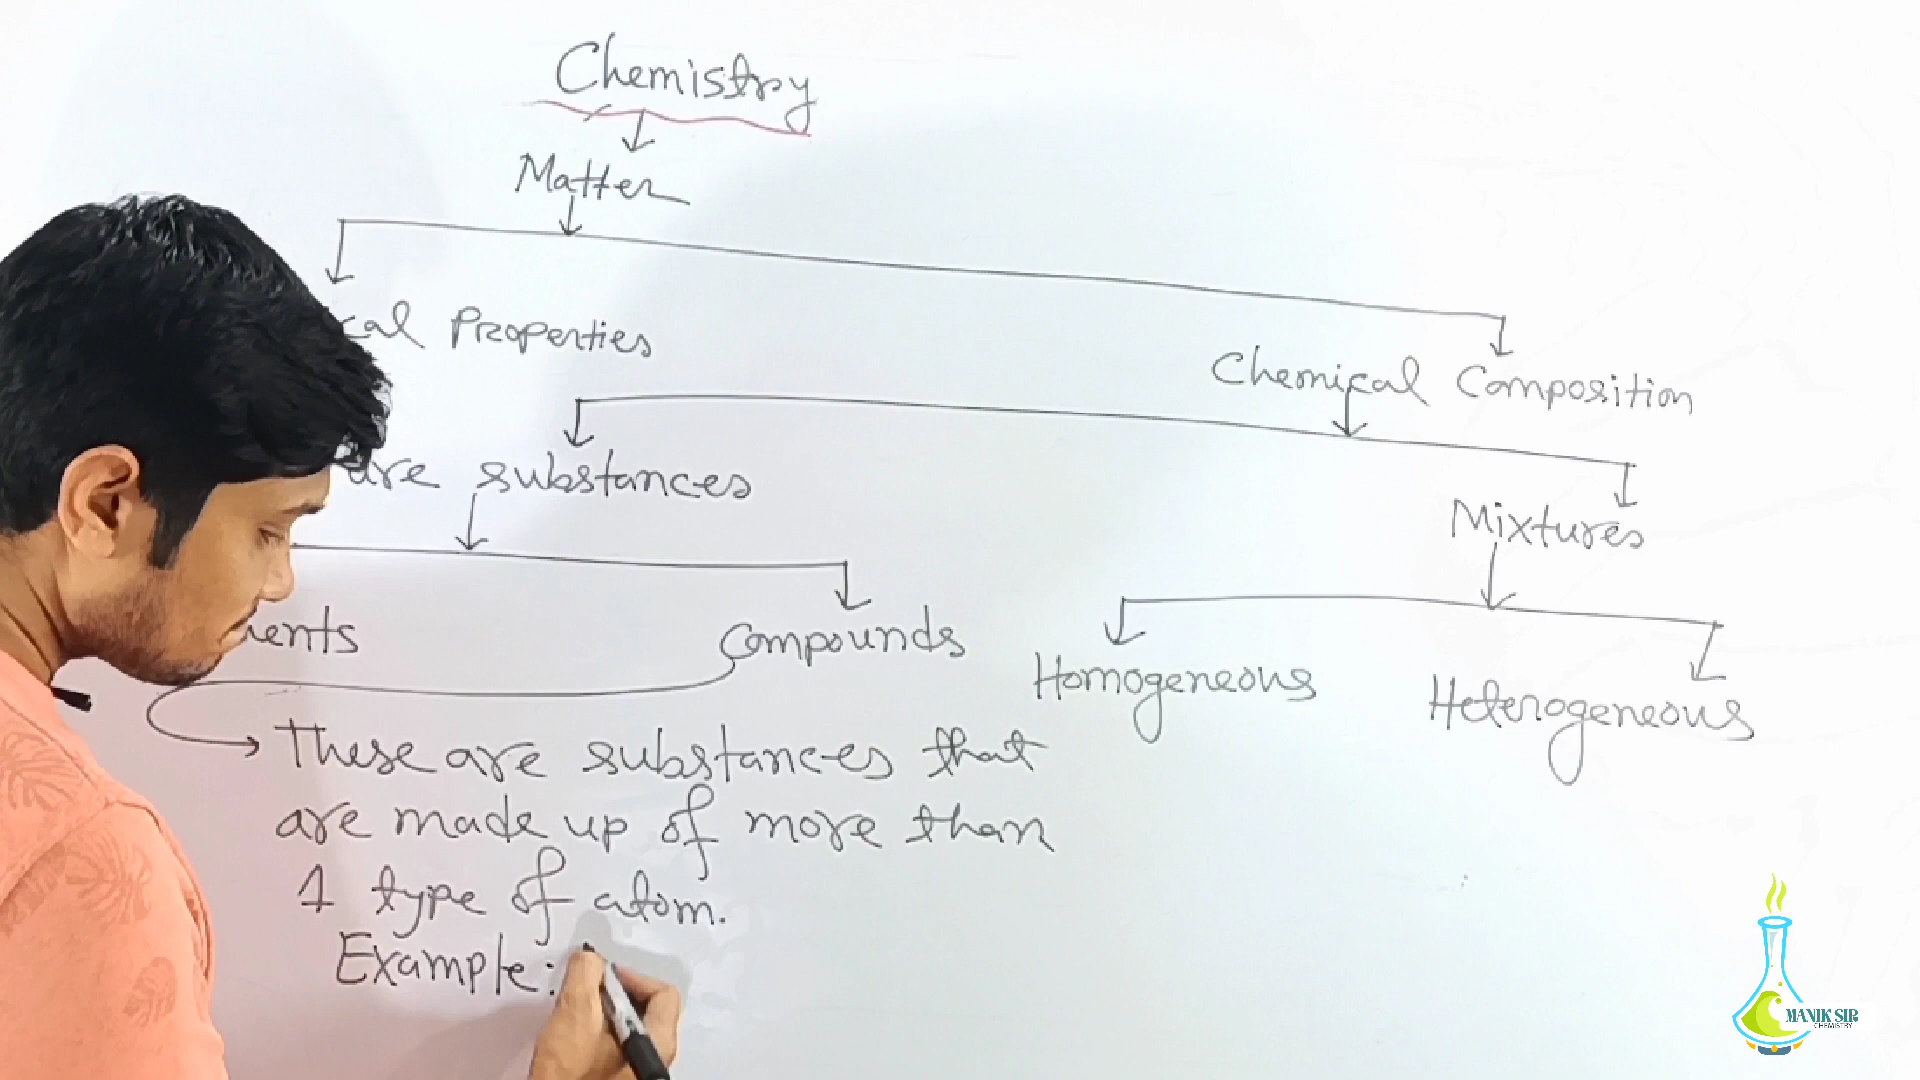 Chemistry
Matter
cal Properties
Chemical Composition
are substances
Mixtures
ents
Compounds
Homogeneous
Heterogeneous
These are substances that
are made up of more than
1 type of atom.
Example:
MANIK SIR
CHEMISTRY